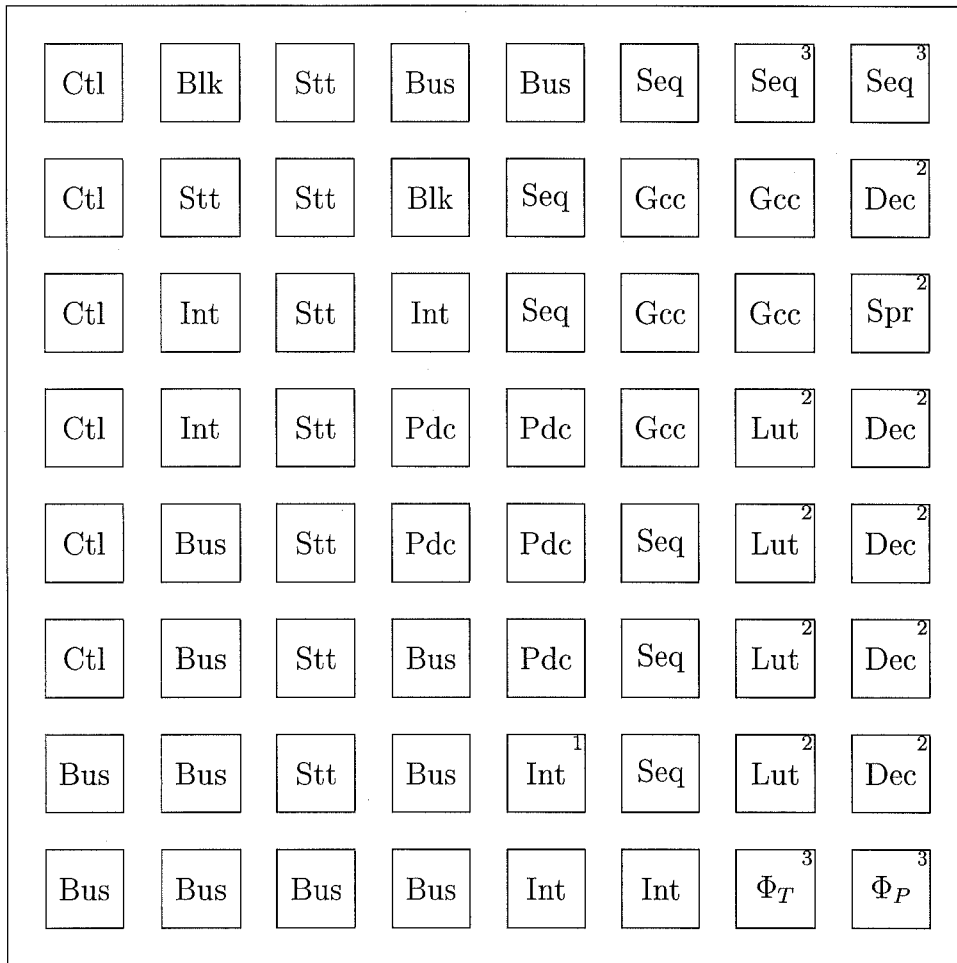 Ctl Blk Stt Bus Bus Seq Seq³ Seq³
Ctl Stt Stt Blk Seq Gcc Gcc Dec²
Ctl Int Stt Int Seq Gcc Gcc Spr²
Ctl Int Stt Pdc Pdc Gcc Lut² Dec²
Ctl Bus Stt Pdc Pdc Seq Lut² Dec²
Ctl Bus Stt Bus Pdc Seq Lut² Dec²
Bus Bus Stt Bus Int¹ Seq Lut² Dec²
Bus Bus Bus Bus Int Int Φ_T³ Φ_P³